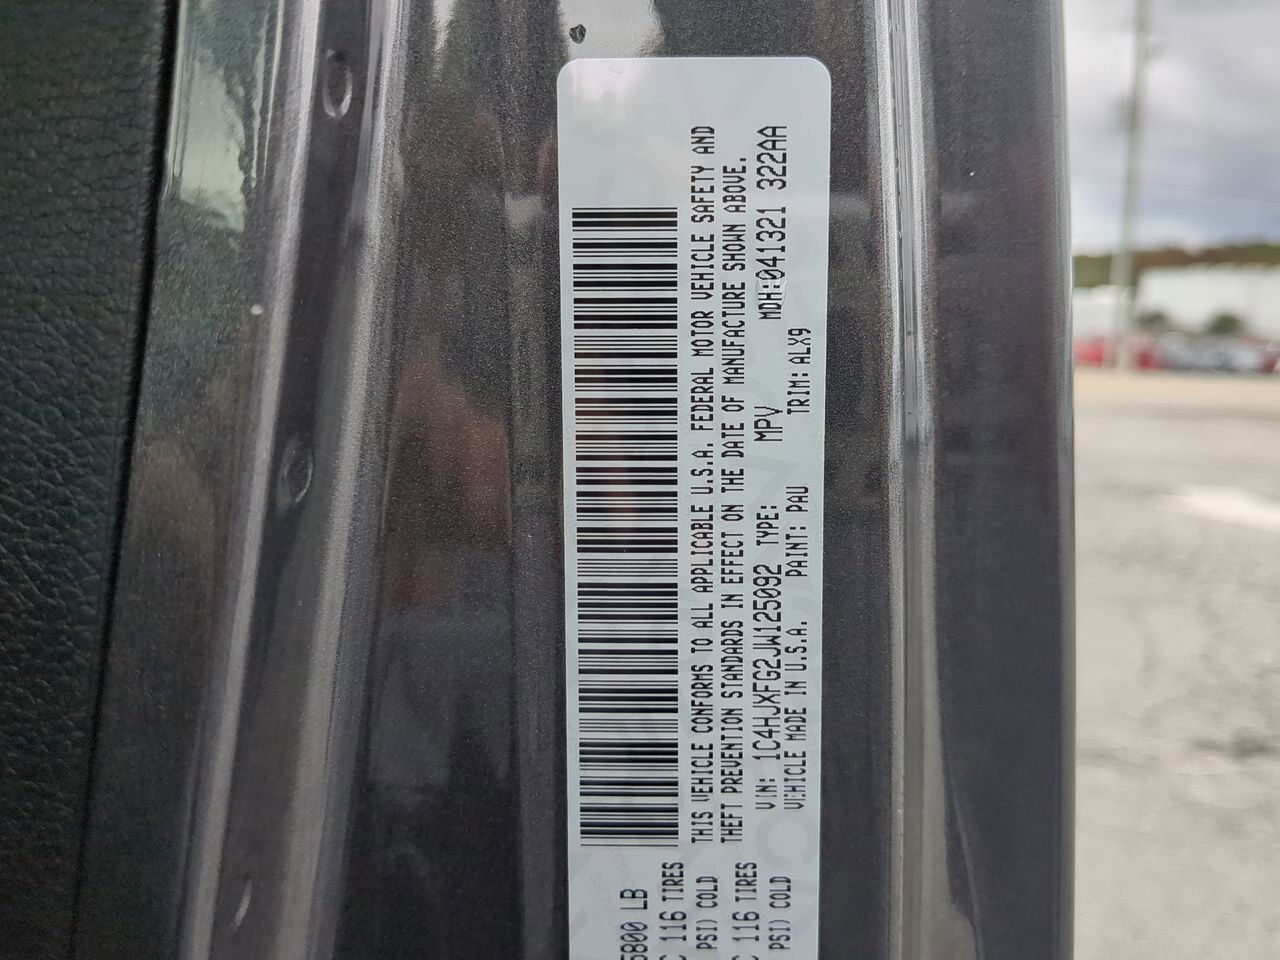 5800 LB
C 116 TIRES
PSI) COLD
C 116 TIRES
PSI) COLD
THIS VEHICLE CONFORMS TO ALL APPLICABLE U.S.A. FEDERAL MOTOR VEHICLE SAFETY AND
THEFT PREVENTION STANDARDS IN EFFECT ON THE DATE OF MANUFACTURE SHOWN ABOVE.
VIN: 1C4HJXFG2JW125092 TYPE: MPV MDH:041321 322AA
VEHICLE MADE IN U.S.A. PAINT: PAU TRIM: ALX9